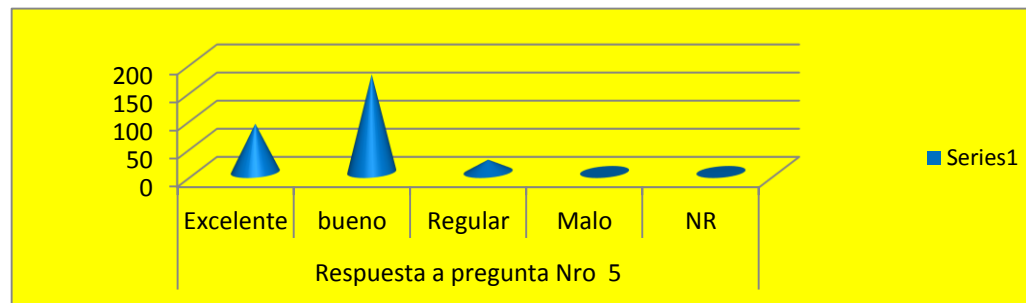 200
150
100
50
0
Excelente bueno Regular Malo NR
Respuesta a pregunta Nro 5
Series1